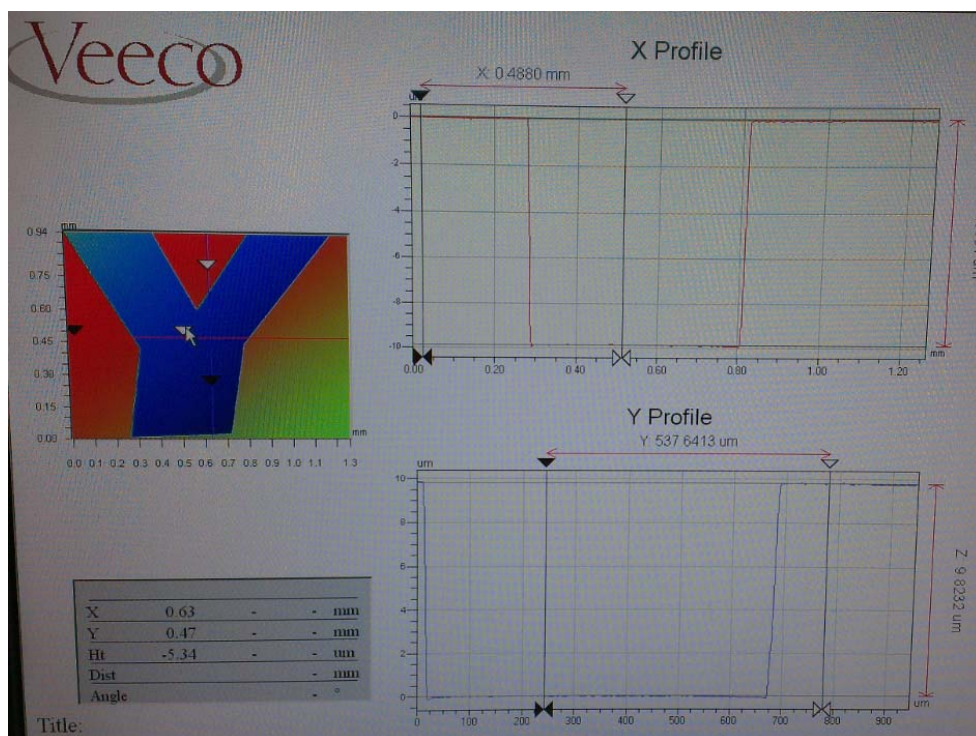 Veeco
X Profile
X: 0.4880 mm
um
0
-2
-4
-6
-8
-10
0.00 0.20 0.40 0.60 0.80 1.00 1.20
mm
mm
0.94
0.75
0.60
0.45
0.30
0.15
0.00
mm
0.0 0.1 0.2 0.3 0.4 0.5 0.6 0.7 0.8 0.9 1.0 1.1 1.3
Y Profile
Y: 537.6413 um
um
10
8
6
4
2
0
0 100 200 300 400 500 600 700 800 900
um
Z: 9.8232 um
X 0.63 - - mm
Y 0.47 - - mm
Ht -5.34 - - um
Dist - mm
Angle - °
Title: